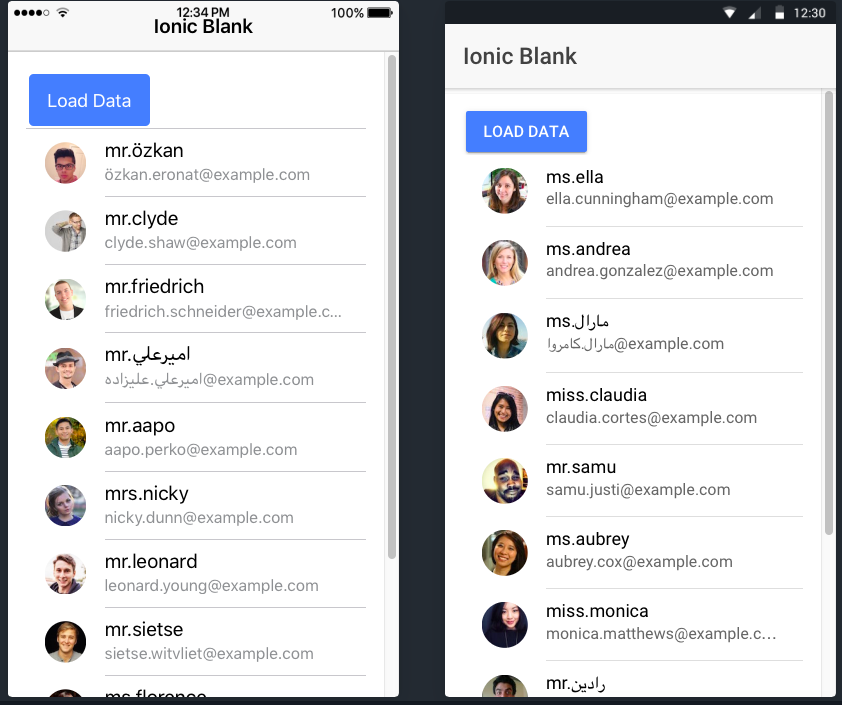 12:34 PM
100%
Ionic Blank
Load Data
mr.özkan
özkan.eronat@example.com
mr.clyde
clyde.shaw@example.com
mr.friedrich
friedrich.schneider@example.c...
mr.اميرعلي
اميرعلي.عليزاده@example.com
mr.aapo
aapo.perko@example.com
mrs.nicky
nicky.dunn@example.com
mr.leonard
leonard.young@example.com
mr.sietse
sietse.witvliet@example.com
ms.florence
12:30
Ionic Blank
LOAD DATA
ms.ella
ella.cunningham@example.com
ms.andrea
andrea.gonzalez@example.com
ms.مارال
مارال.کامروا@example.com
miss.claudia
claudia.cortes@example.com
mr.samu
samu.justi@example.com
ms.aubrey
aubrey.cox@example.com
miss.monica
monica.matthews@example.c...
mr.رادين